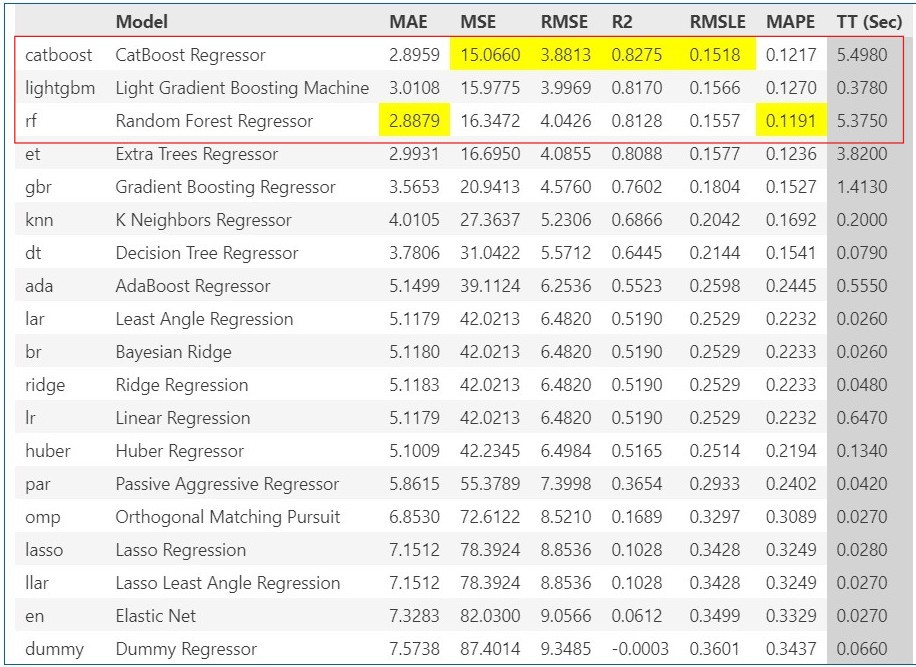 Model MAE MSE RMSE R2 RMSLE MAPE TT (Sec)
catboost CatBoost Regressor 2.8959 15.0660 3.8813 0.8275 0.1518 0.1217 5.4980
lightgbm Light Gradient Boosting Machine 3.0108 15.9775 3.9969 0.8170 0.1566 0.1270 0.3780
rf Random Forest Regressor 2.8879 16.3472 4.0426 0.8128 0.1557 0.1191 5.3750
et Extra Trees Regressor 2.9931 16.6950 4.0855 0.8088 0.1577 0.1236 3.8200
gbr Gradient Boosting Regressor 3.5653 20.9413 4.5760 0.7602 0.1804 0.1527 1.4130
knn K Neighbors Regressor 4.0105 27.3637 5.2306 0.6866 0.2042 0.1692 0.2000
dt Decision Tree Regressor 3.7806 31.0422 5.5712 0.6445 0.2144 0.1541 0.0790
ada AdaBoost Regressor 5.1499 39.1124 6.2536 0.5523 0.2598 0.2445 0.5550
lar Least Angle Regression 5.1179 42.0213 6.4820 0.5190 0.2529 0.2232 0.0260
br Bayesian Ridge 5.1180 42.0213 6.4820 0.5190 0.2529 0.2233 0.0260
ridge Ridge Regression 5.1183 42.0213 6.4820 0.5190 0.2529 0.2233 0.0480
lr Linear Regression 5.1179 42.0213 6.4820 0.5190 0.2529 0.2232 0.6470
huber Huber Regressor 5.1009 42.2345 6.4984 0.5165 0.2514 0.2194 0.1340
par Passive Aggressive Regressor 5.8615 55.3789 7.3998 0.3654 0.2933 0.2402 0.0420
omp Orthogonal Matching Pursuit 6.8530 72.6122 8.5210 0.1689 0.3297 0.3089 0.0270
lasso Lasso Regression 7.1512 78.3924 8.8536 0.1028 0.3428 0.3249 0.0280
llar Lasso Least Angle Regression 7.1512 78.3924 8.8536 0.1028 0.3428 0.3249 0.0270
en Elastic Net 7.3283 82.0300 9.0566 0.0612 0.3499 0.3329 0.0270
dummy Dummy Regressor 7.5738 87.4014 9.3485 -0.0003 0.3601 0.3437 0.0660